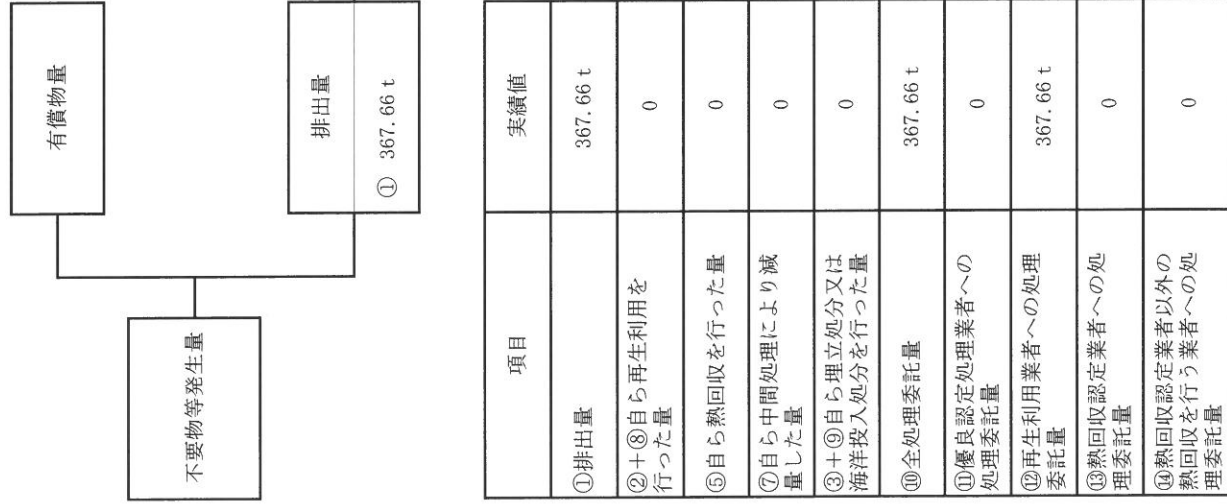 有償物量
不要物等発生量
排出量
① 367.66 t
項目
実績値
①排出量
367.66 t
②+⑧自ら再生利用を
行った量
0
⑤自ら熱回収を行った量
0
⑦自ら中間処理により減
量した量
0
③+⑨自ら埋立処分又は
海洋投入処分を行った量
0
⑩全処理委託量
367.66 t
⑪優良認定処理業者への
処理委託量
0
⑫再生利用業者への処理
委託量
367.66 t
⑬熱回収認定業者への処
理委託量
0
⑭熱回収認定業者以外の
熱回収を行う業者への処
理委託量
0